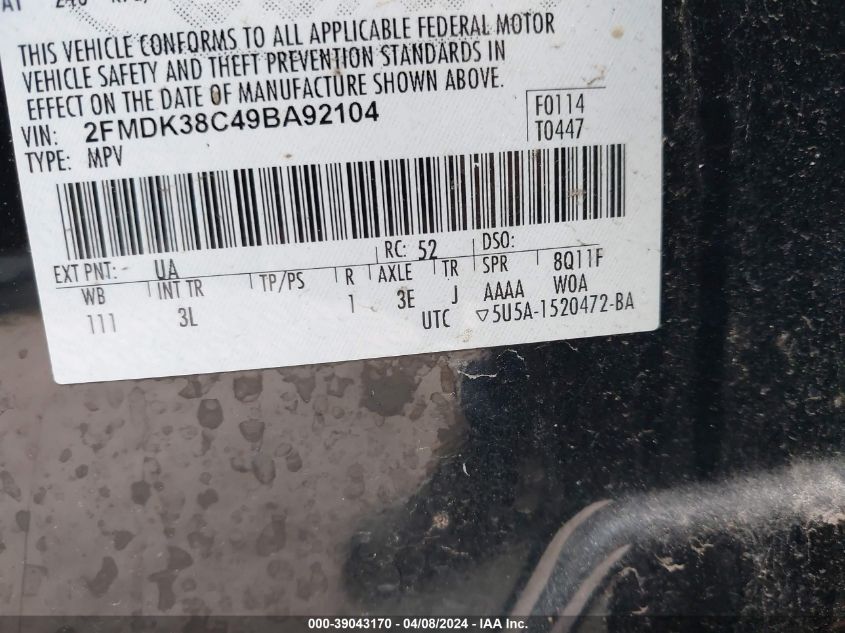 THIS VEHICLE CONFORMS TO ALL APPLICABLE FEDERAL MOTOR
VEHICLE SAFETY AND THEFT PREVENTION STANDARDS IN
EFFECT ON THE DATE OF MANUFACTURE SHOWN ABOVE.
VIN: 2FMDK38C49BA92104
F0114
TYPE: MPV
T0447
EXT PNT: UA RC: 52 DSO:
WB INT TR TP/PS R AXLE TR SPR 8Q11F
111 3L 1 3E J AAAA W0A
UTC ▽5U5A-1520472-BA
000-39043170 - 04/08/2024 - IAA Inc.